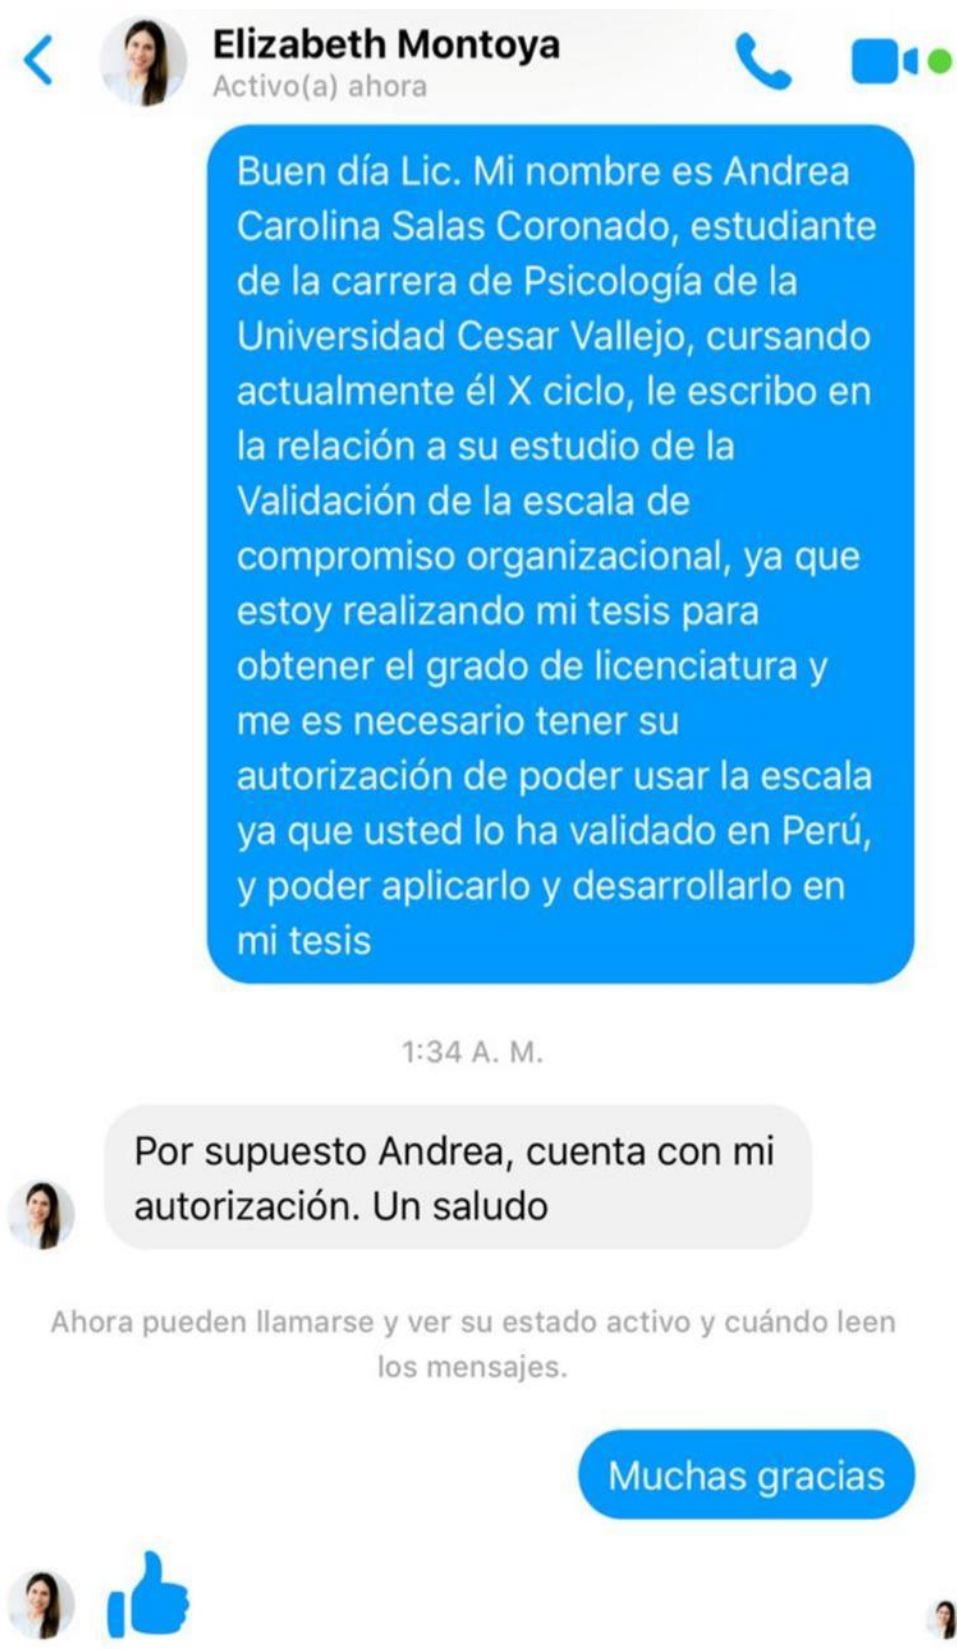 Elizabeth Montoya
Activo(a) ahora
Buen día Lic. Mi nombre es Andrea
Carolina Salas Coronado, estudiante
de la carrera de Psicología de la
Universidad Cesar Vallejo, cursando
actualmente él X ciclo, le escribo en
la relación a su estudio de la
Validación de la escala de
compromiso organizacional, ya que
estoy realizando mi tesis para
obtener el grado de licenciatura y
me es necesario tener su
autorización de poder usar la escala
ya que usted lo ha validado en Perú,
y poder aplicarlo y desarrollarlo en
mi tesis
1:34 A. M.
Por supuesto Andrea, cuenta con mi
autorización. Un saludo
Ahora pueden llamarse y ver su estado activo y cuándo leen
los mensajes.
Muchas gracias